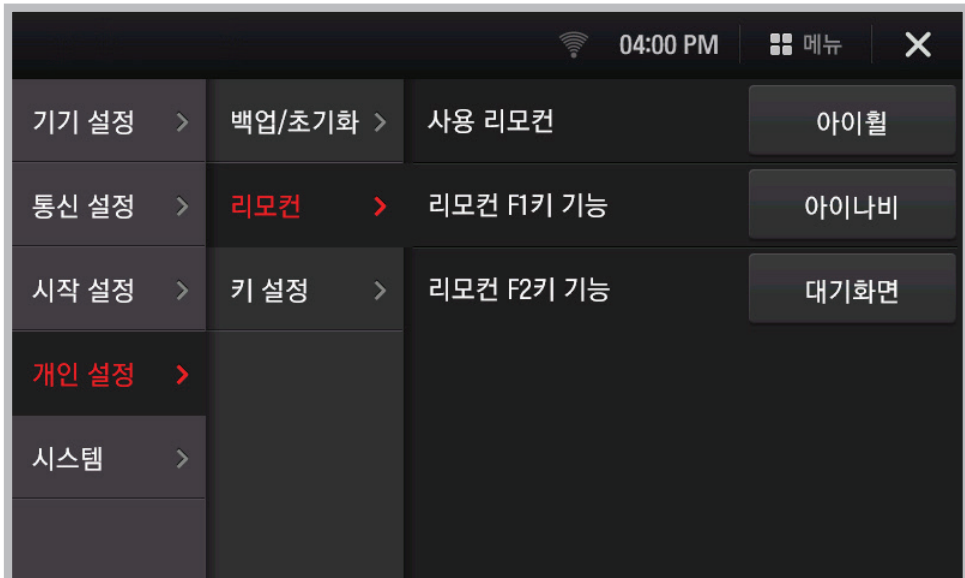 04:00 PM 메뉴
기기 설정 백업/초기화 사용 리모컨 아이휠
통신 설정 리모컨 리모컨 F1키 기능 아이나비
시작 설정 키 설정 리모컨 F2키 기능 대기화면
개인 설정
시스템